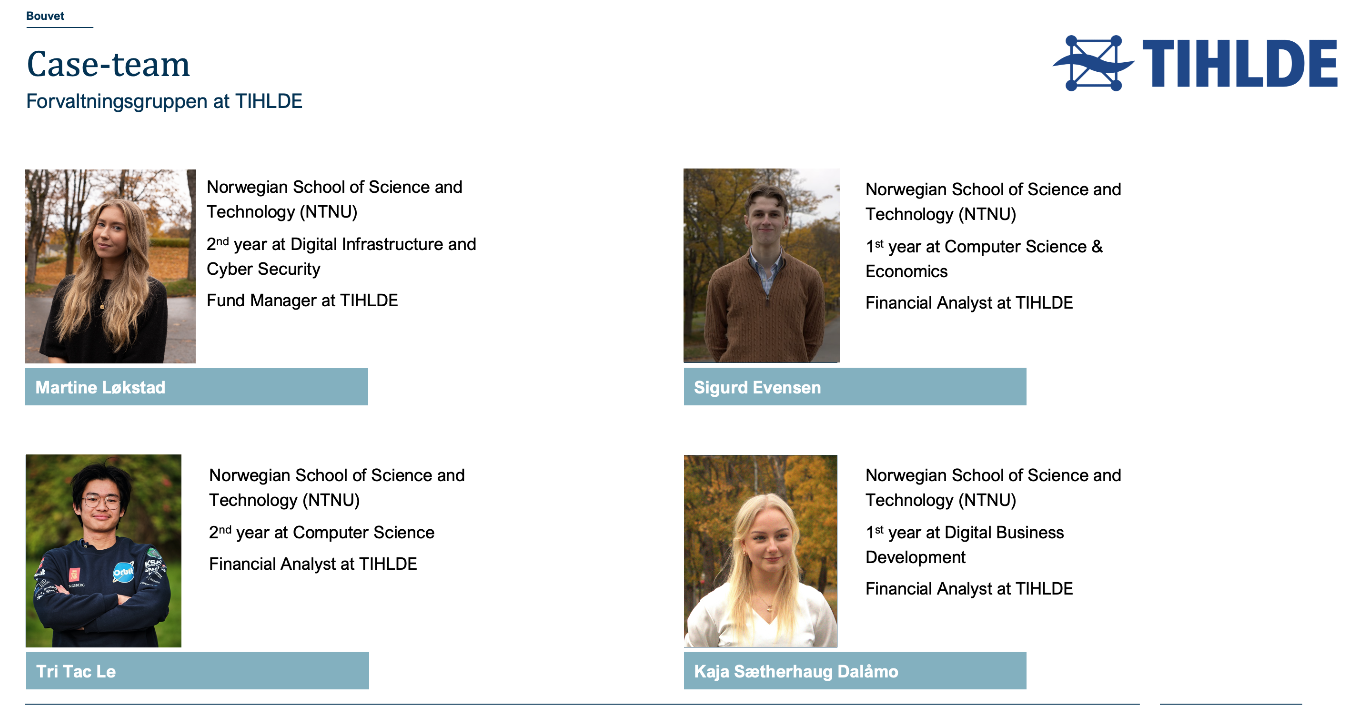 Bouvet
Case-team
Forvaltningsgruppen at TIHLDE
TIHLDE
Norwegian School of Science and
Technology (NTNU)
2nd year at Digital Infrastructure and
Cyber Security
Fund Manager at TIHLDE
Martine Løkstad
Norwegian School of Science and
Technology (NTNU)
1st year at Computer Science &
Economics
Financial Analyst at TIHLDE
Sigurd Evensen
Norwegian School of Science and
Technology (NTNU)
2nd year at Computer Science
Financial Analyst at TIHLDE
Orbit
Tri Tac Le
Norwegian School of Science and
Technology (NTNU)
1st year at Digital Business
Development
Financial Analyst at TIHLDE
Kaja Sætherhaug Dalåmo